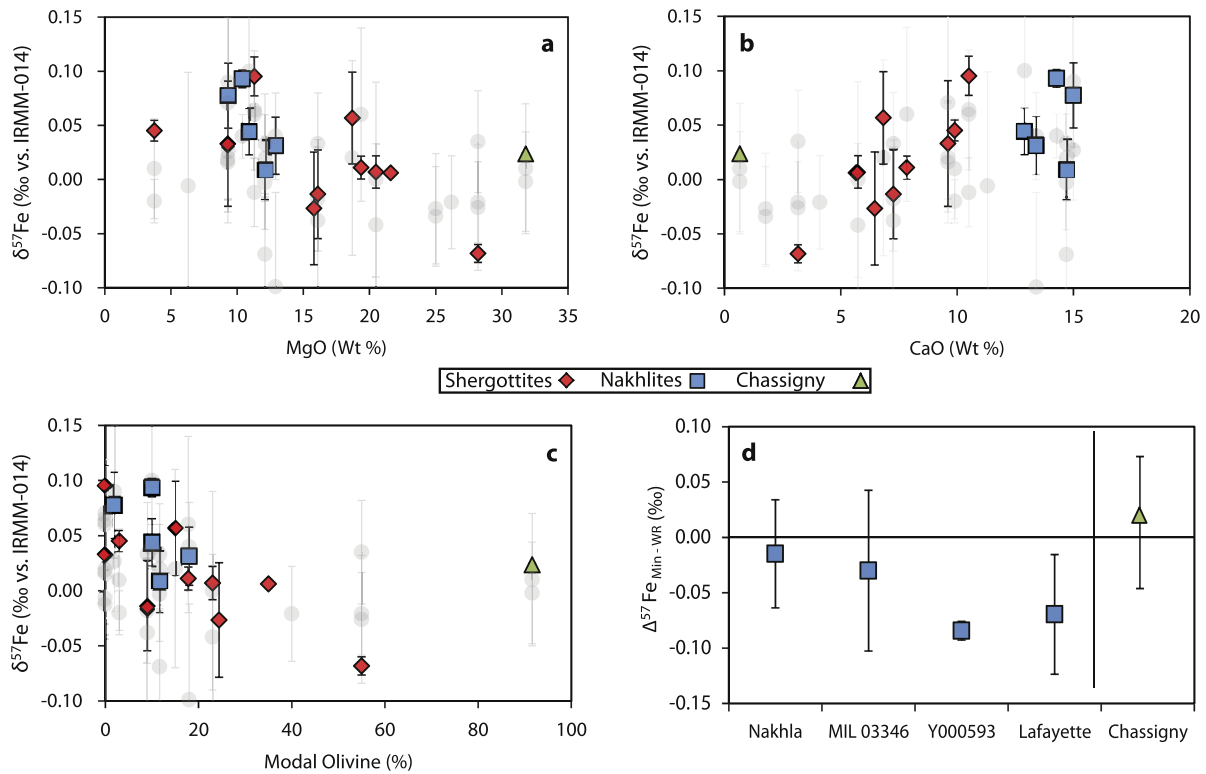 a
0.15
0.10
0.05
0.00
-0.05
-0.10
δ⁵⁷Fe (‰ vs. IRMM-014)
0 5 10 15 20 25 30 35
MgO (Wt %)
b
0.15
0.10
0.05
0.00
-0.05
-0.10
δ⁵⁷Fe (‰ vs. IRMM-014)
0 5 10 15 20
CaO (Wt %)
Shergottites Nakhlites Chassigny
c
0.15
0.10
0.05
0.00
-0.05
-0.10
δ⁵⁷Fe (‰ vs. IRMM-014)
0 20 40 60 80 100
Modal Olivine (%)
d
0.10
0.05
0.00
-0.05
-0.10
-0.15
Δ⁵⁷Fe Min - WR (‰)
Nakhla MIL 03346 Y000593 Lafayette Chassigny